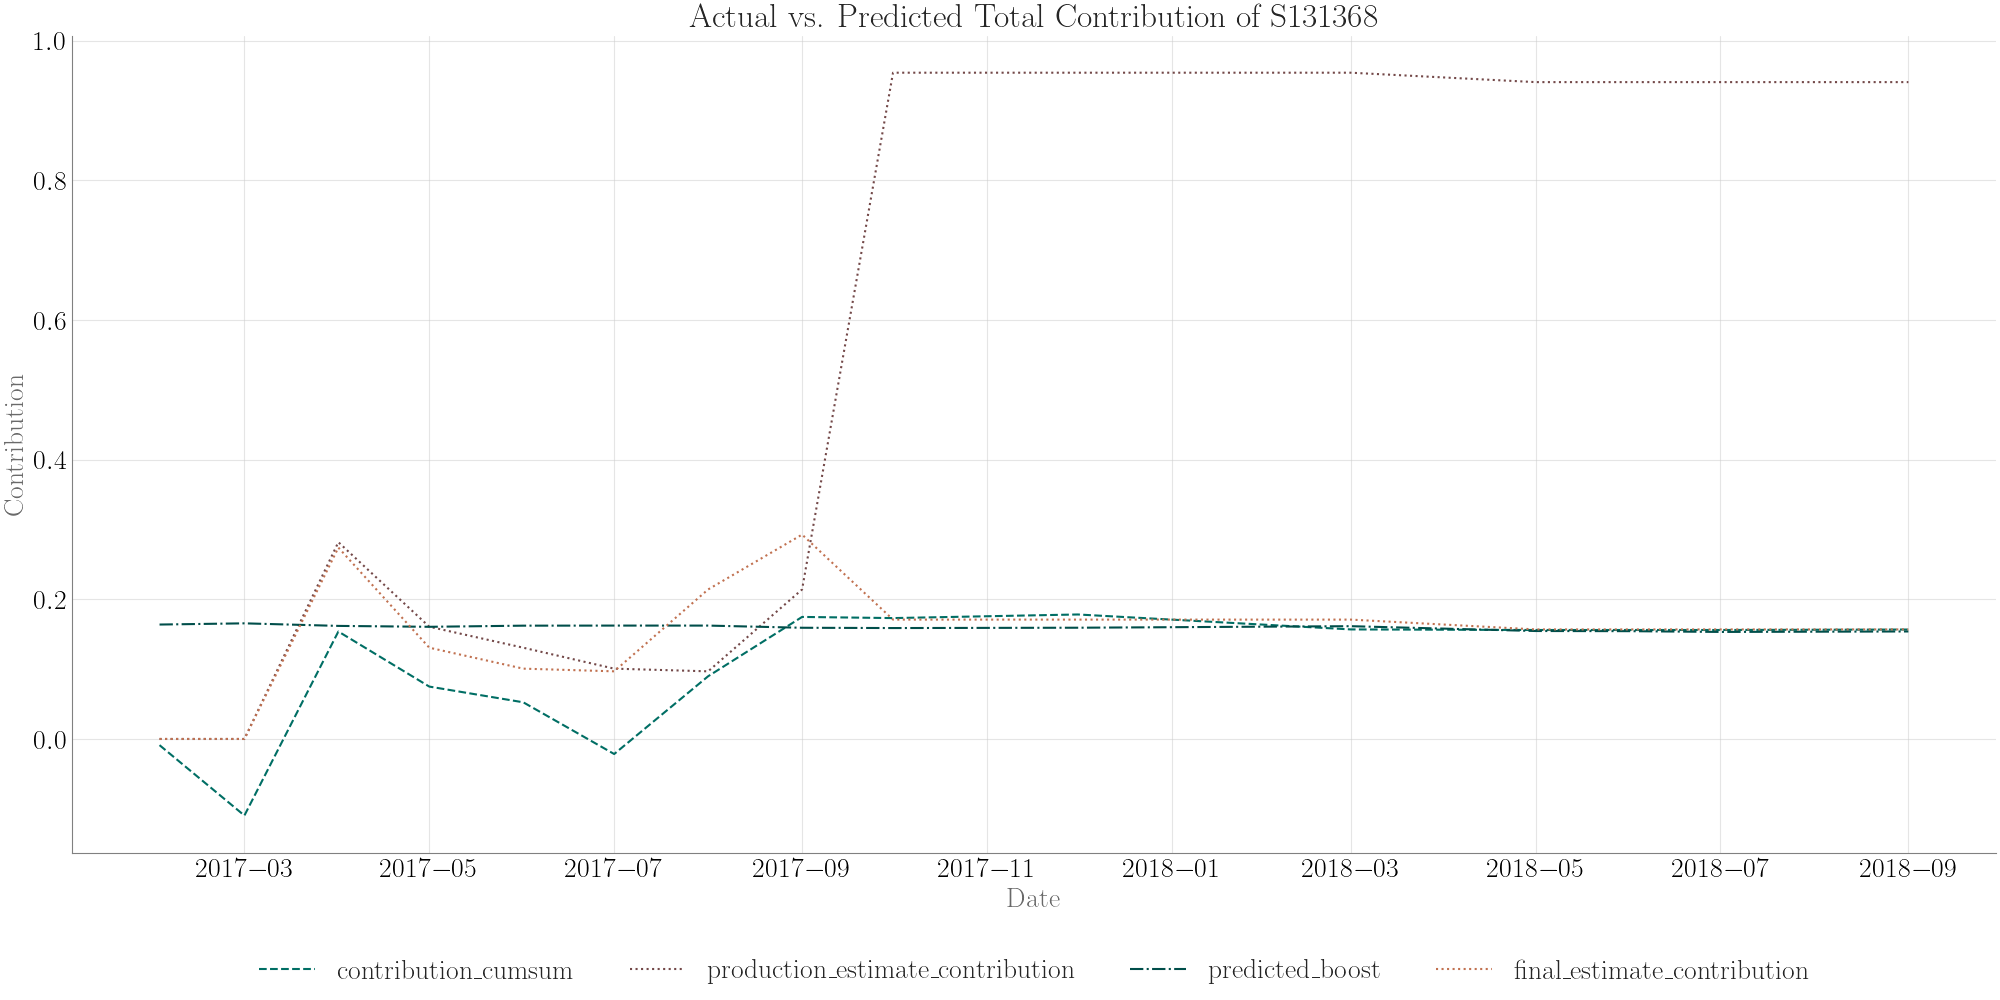 Actual vs. Predicted Total Contribution of S131368
1.0
0.8
0.6
0.4
0.2
0.0
Contribution
2017−03 2017−05 2017−07 2017−09 2017−11 2018−01 2018−03 2018−05 2018−07 2018−09
Date
contribution_cumsum production_estimate_contribution predicted_boost final_estimate_contribution